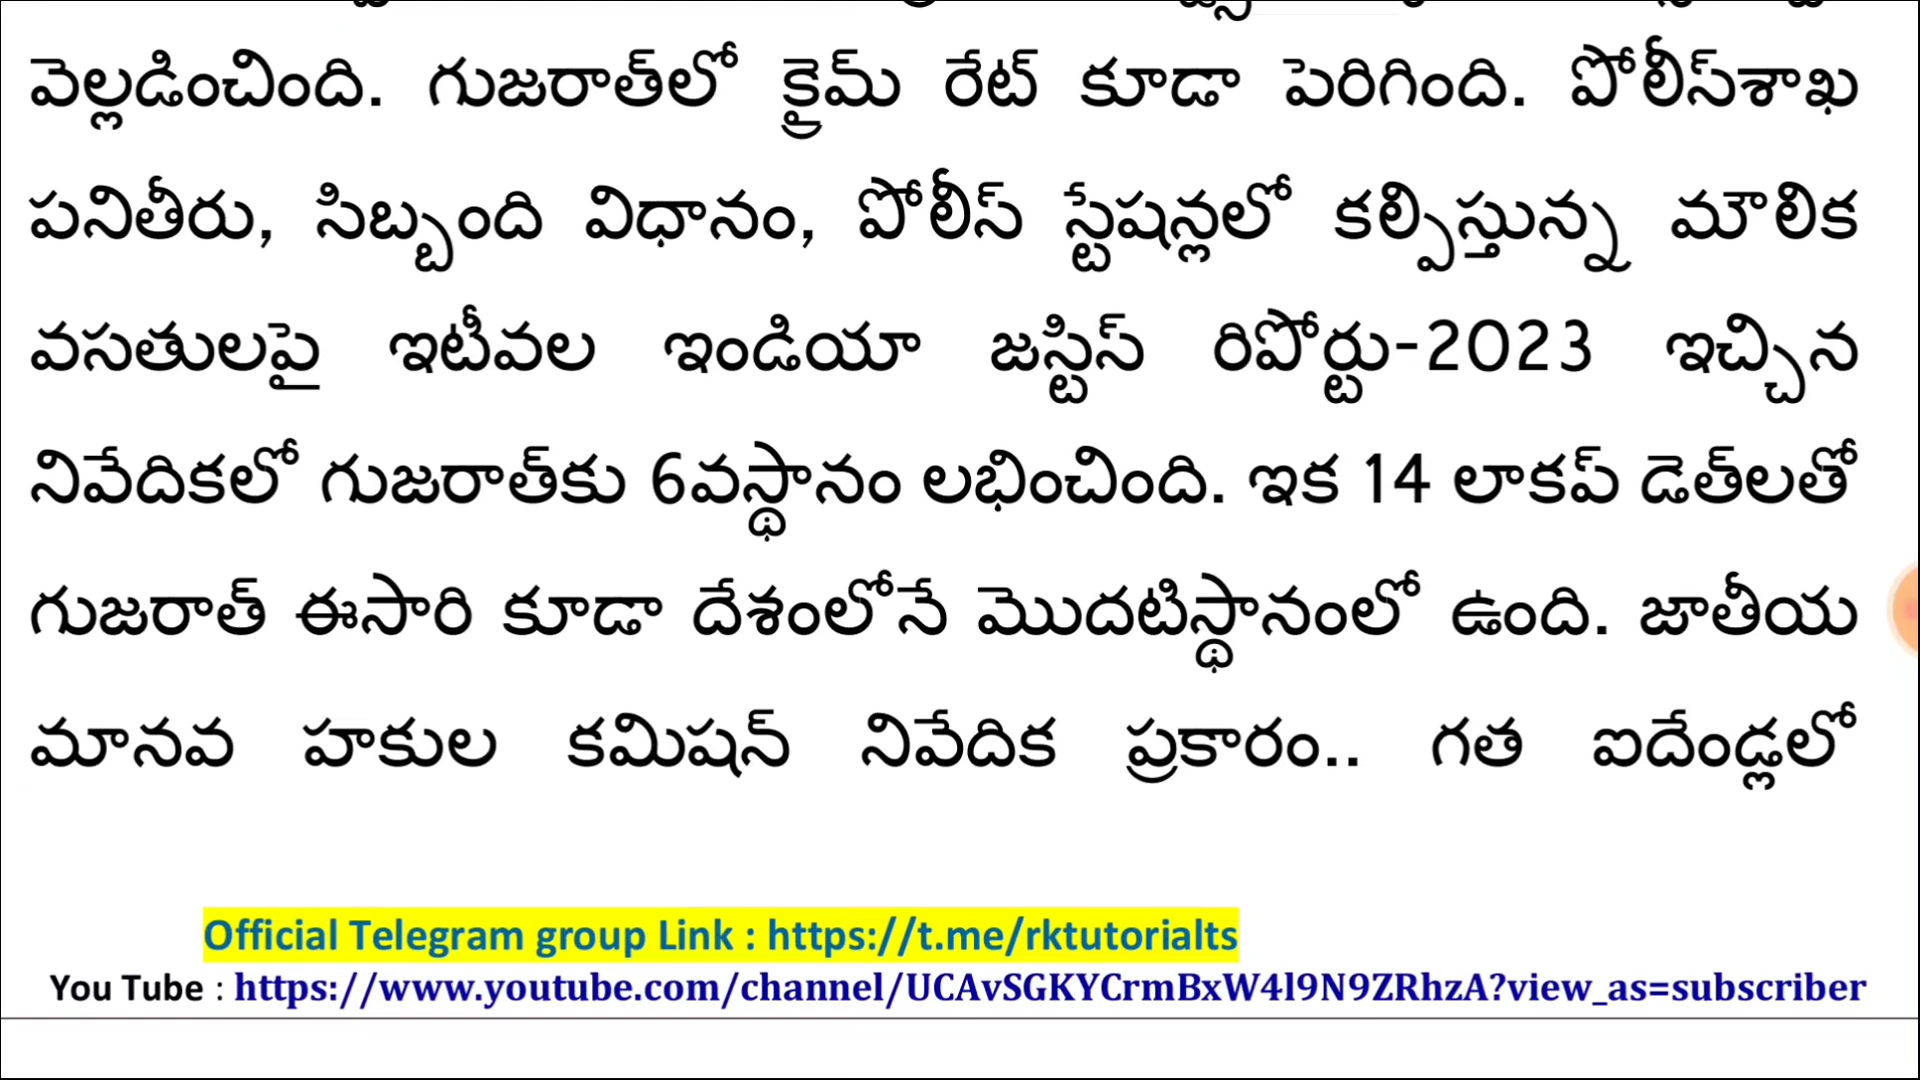 వెల్లడించింది. గుజరాత్‌లో క్రైమ్ రేట్ కూడా పెరిగింది. పోలీస్‌శాఖ
పనితీరు, సిబ్బంది విధానం, పోలీస్ స్టేషన్లలో కల్పిస్తున్న మౌలిక
వసతులపై ఇటీవల ఇండియా జస్టిస్ రిపోర్టు-2023 ఇచ్చిన
నివేదికలో గుజరాత్‌కు 6వస్థానం లభించింది. ఇక 14 లాకప్ డెత్‌లతో
గుజరాత్ ఈసారి కూడా దేశంలోనే మొదటిస్థానంలో ఉంది. జాతీయ
మానవ హకుల కమిషన్ నివేదిక ప్రకారం.. గత ఐదేండ్లలో
Official Telegram group Link : https://t.me/rktutorialts
You Tube : https://www.youtube.com/channel/UCAvSGKYCrmBxW4l9N9ZRhzA?view_as=subscriber